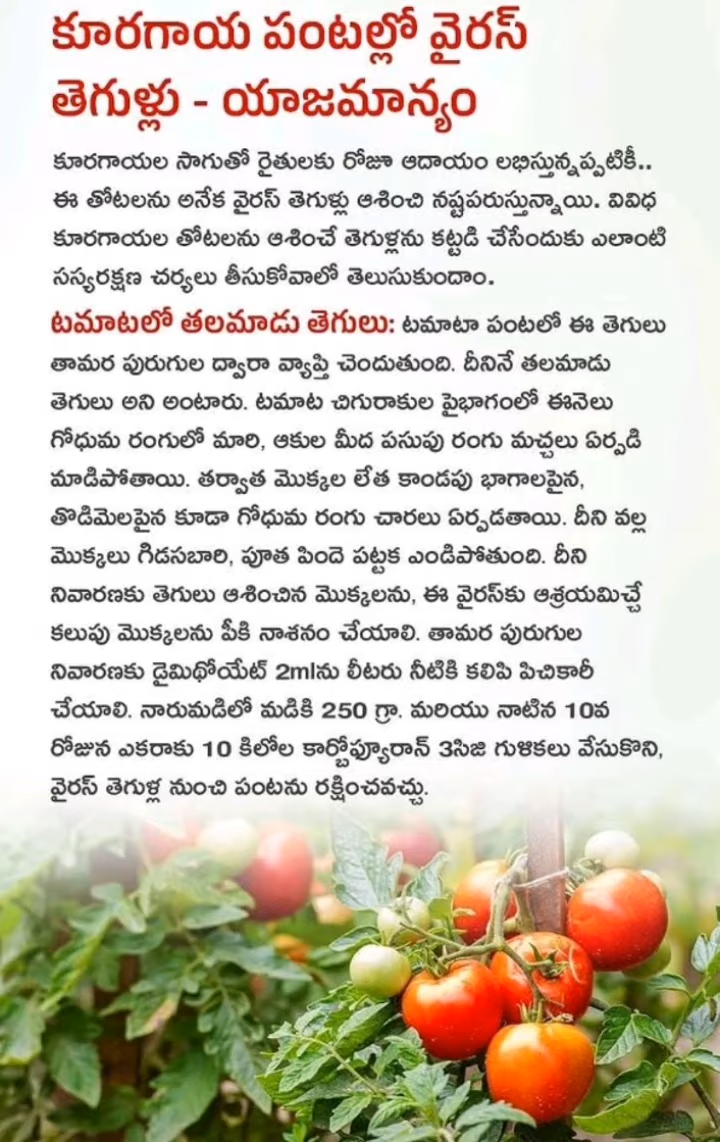 కూరగాయ పంటల్లో వైరస్
తెగుళ్లు - యాజమాన్యం
కూరగాయల సాగుతో రైతులకు రోజూ ఆదాయం లభిస్తున్నప్పటికీ..
ఈ తోటలను అనేక వైరస్ తెగుళ్లు ఆశించి నష్టపరుస్తున్నాయి. వివిధ
కూరగాయల తోటలను ఆశించే తెగుళ్లను కట్టడి చేసేందుకు ఎలాంటి
సస్యరక్షణ చర్యలు తీసుకోవాలో తెలుసుకుందాం.
టమాటలో తలమాడు తెగులు: టమాటా పంటలో ఈ తెగులు
తామర పురుగుల ద్వారా వ్యాప్తి చెందుతుంది. దీనినే తలమాడు
తెగులు అని అంటారు. టమాట చిగురాకుల పైభాగంలో ఈనెలు
గోధుమ రంగులో మారి, ఆకుల మీద పసుపు రంగు మచ్చలు ఏర్పడి
మాడిపోతాయి. తర్వాత మొక్కల లేత కాండపు భాగాలపైన,
తొడిమెలపైన కూడా గోధుమ రంగు చారలు ఏర్పడతాయి. దీని వల్ల
మొక్కలు గిడసబారి, పూత పిందె పట్టక ఎండిపోతుంది. దీని
నివారణకు తెగులు ఆశించిన మొక్కలను, ఈ వైరస్‌కు ఆశ్రయమిచ్చే
కలుపు మొక్కలను పీకి నాశనం చేయాలి. తామర పురుగుల
నివారణకు డైమిథోయేట్ 2mlను లీటరు నీటికి కలిపి పిచికారీ
చేయాలి. నారుమడిలో మడికి 250 గ్రా. మరియు నాటిన 10వ
రోజున ఎకరాకు 10 కిలోల కార్బోఫ్యూరాన్ 3సిజి గుళికలు వేసుకొని,
వైరస్ తెగుళ్ల నుంచి పంటను రక్షించవచ్చు.